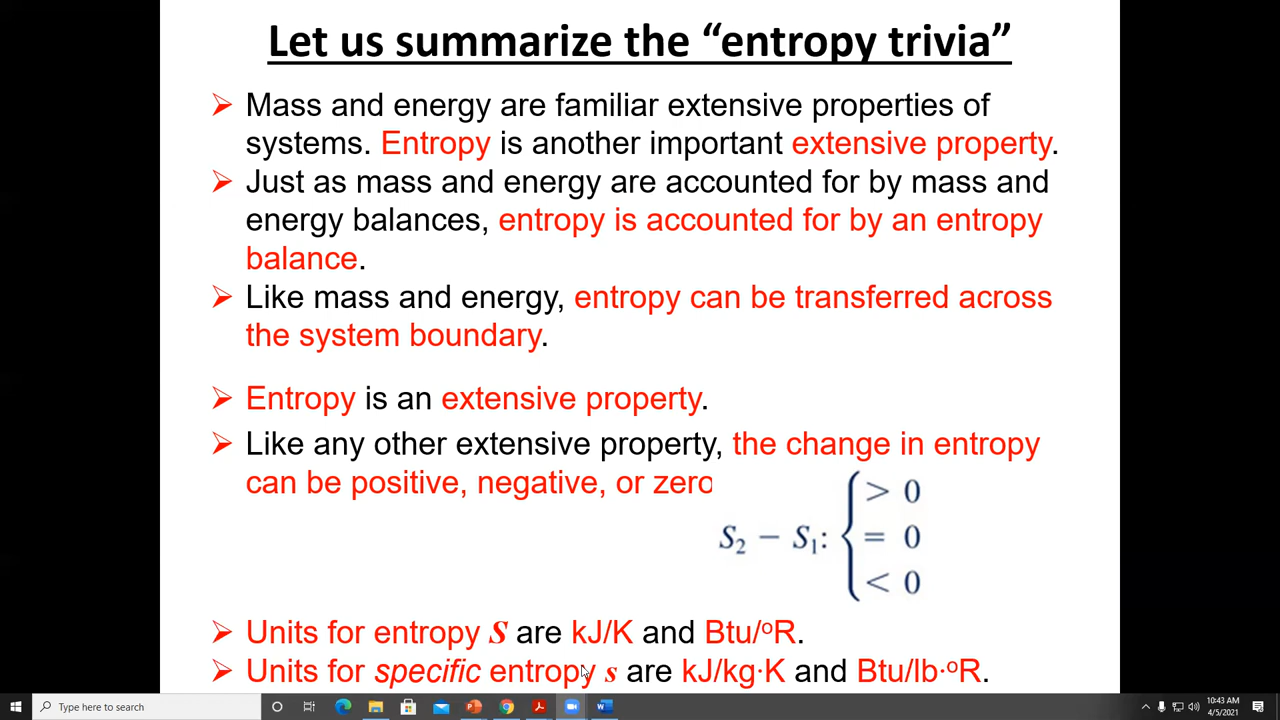 Let us summarize the “entropy trivia”
➢ Mass and energy are familiar extensive properties of
systems. Entropy is another important extensive property.
➢ Just as mass and energy are accounted for by mass and
energy balances, entropy is accounted for by an entropy
balance.
➢ Like mass and energy, entropy can be transferred across
the system boundary.
➢ Entropy is an extensive property.
➢ Like any other extensive property, the change in entropy
can be positive, negative, or zero
> 0
S₂ − S₁: = 0
< 0
➢ Units for entropy S are kJ/K and Btu/ºR.
➢ Units for specific entropy s are kJ/kg·K and Btu/lb·ºR.
Type here to search
10:43 AM
4/5/2021